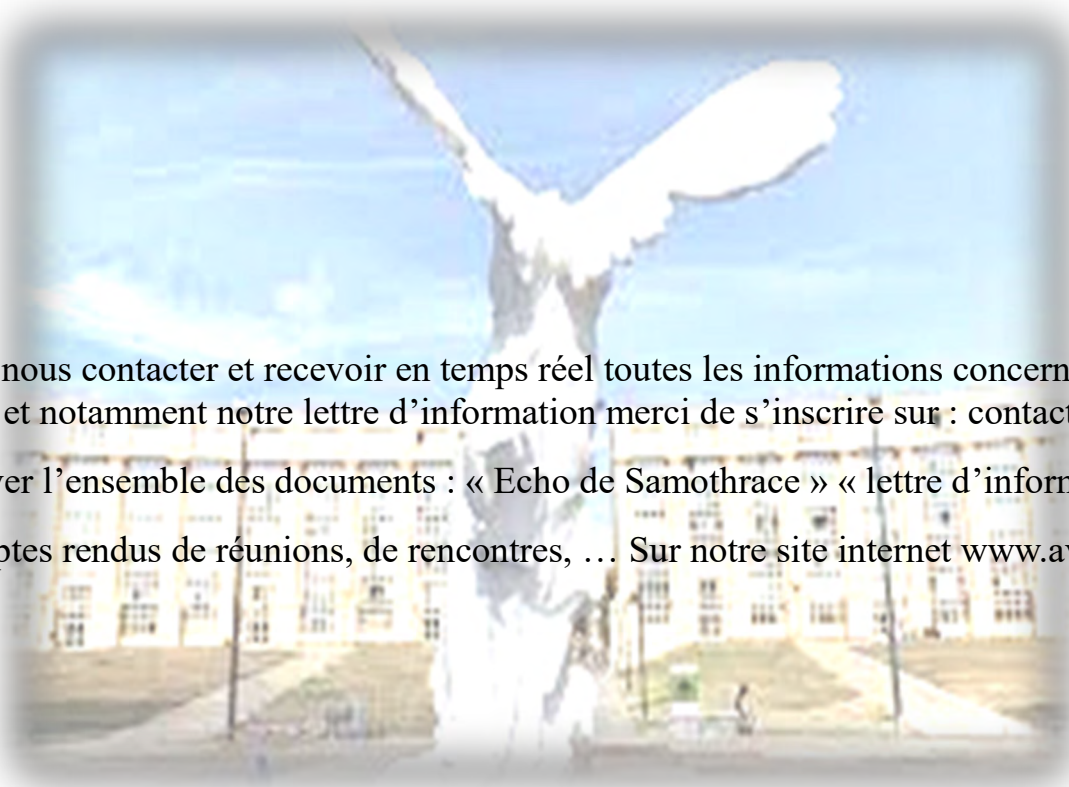 nous contacter et recevoir en temps réel toutes les informations concern
et notamment notre lettre d’information merci de s’inscrire sur : contact
ver l’ensemble des documents : « Echo de Samothrace » « lettre d’inform
ptes rendus de réunions, de rencontres, … Sur notre site internet www.av